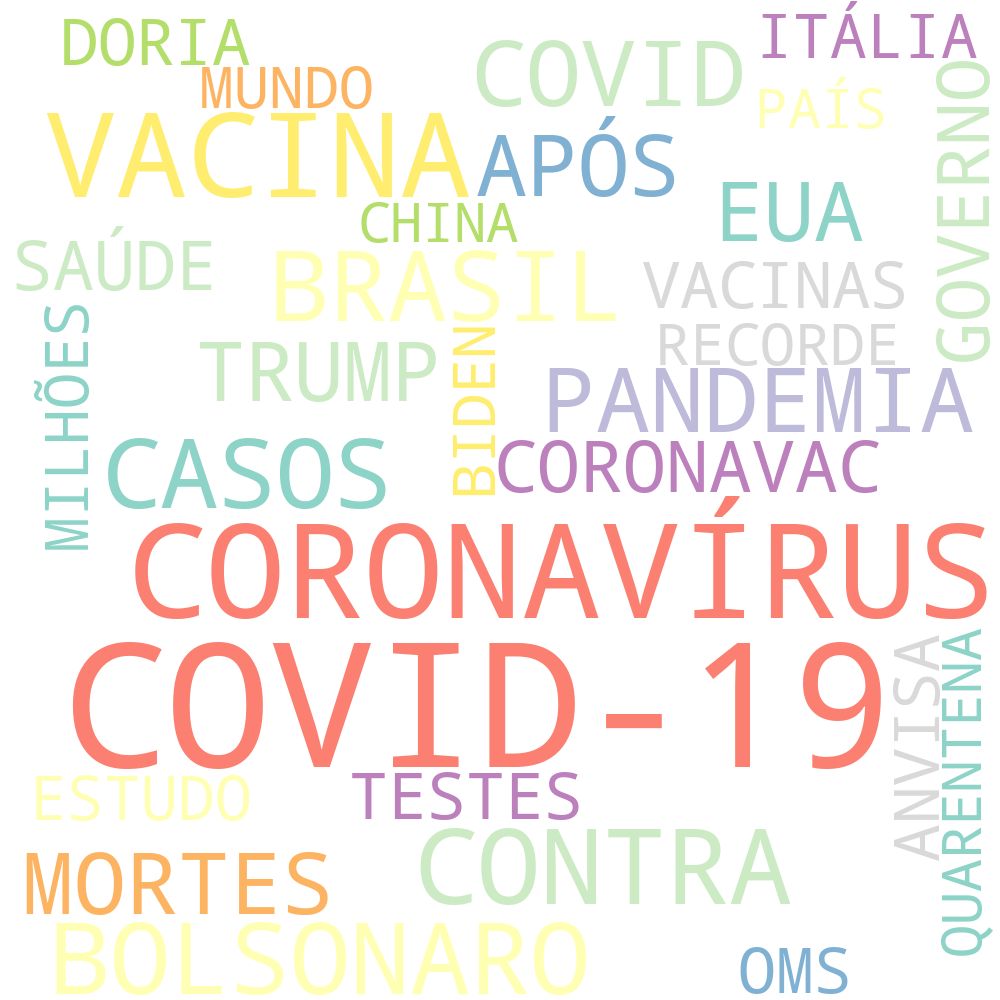 DORIA
ITÁLIA
MUNDO
COVID
PAÍS
GOVERNO
VACINA
APÓS
EUA
CHINA
SAÚDE
BRASIL
VACINAS
RECORDE
MILHÕES
TRUMP
BIDEN
PANDEMIA
CASOS
CORONAVAC
CORONAVÍRUS
COVID-19
ANVISA
QUARENTENA
ESTUDO
TESTES
CONTRA
MORTES
BOLSONARO
OMS